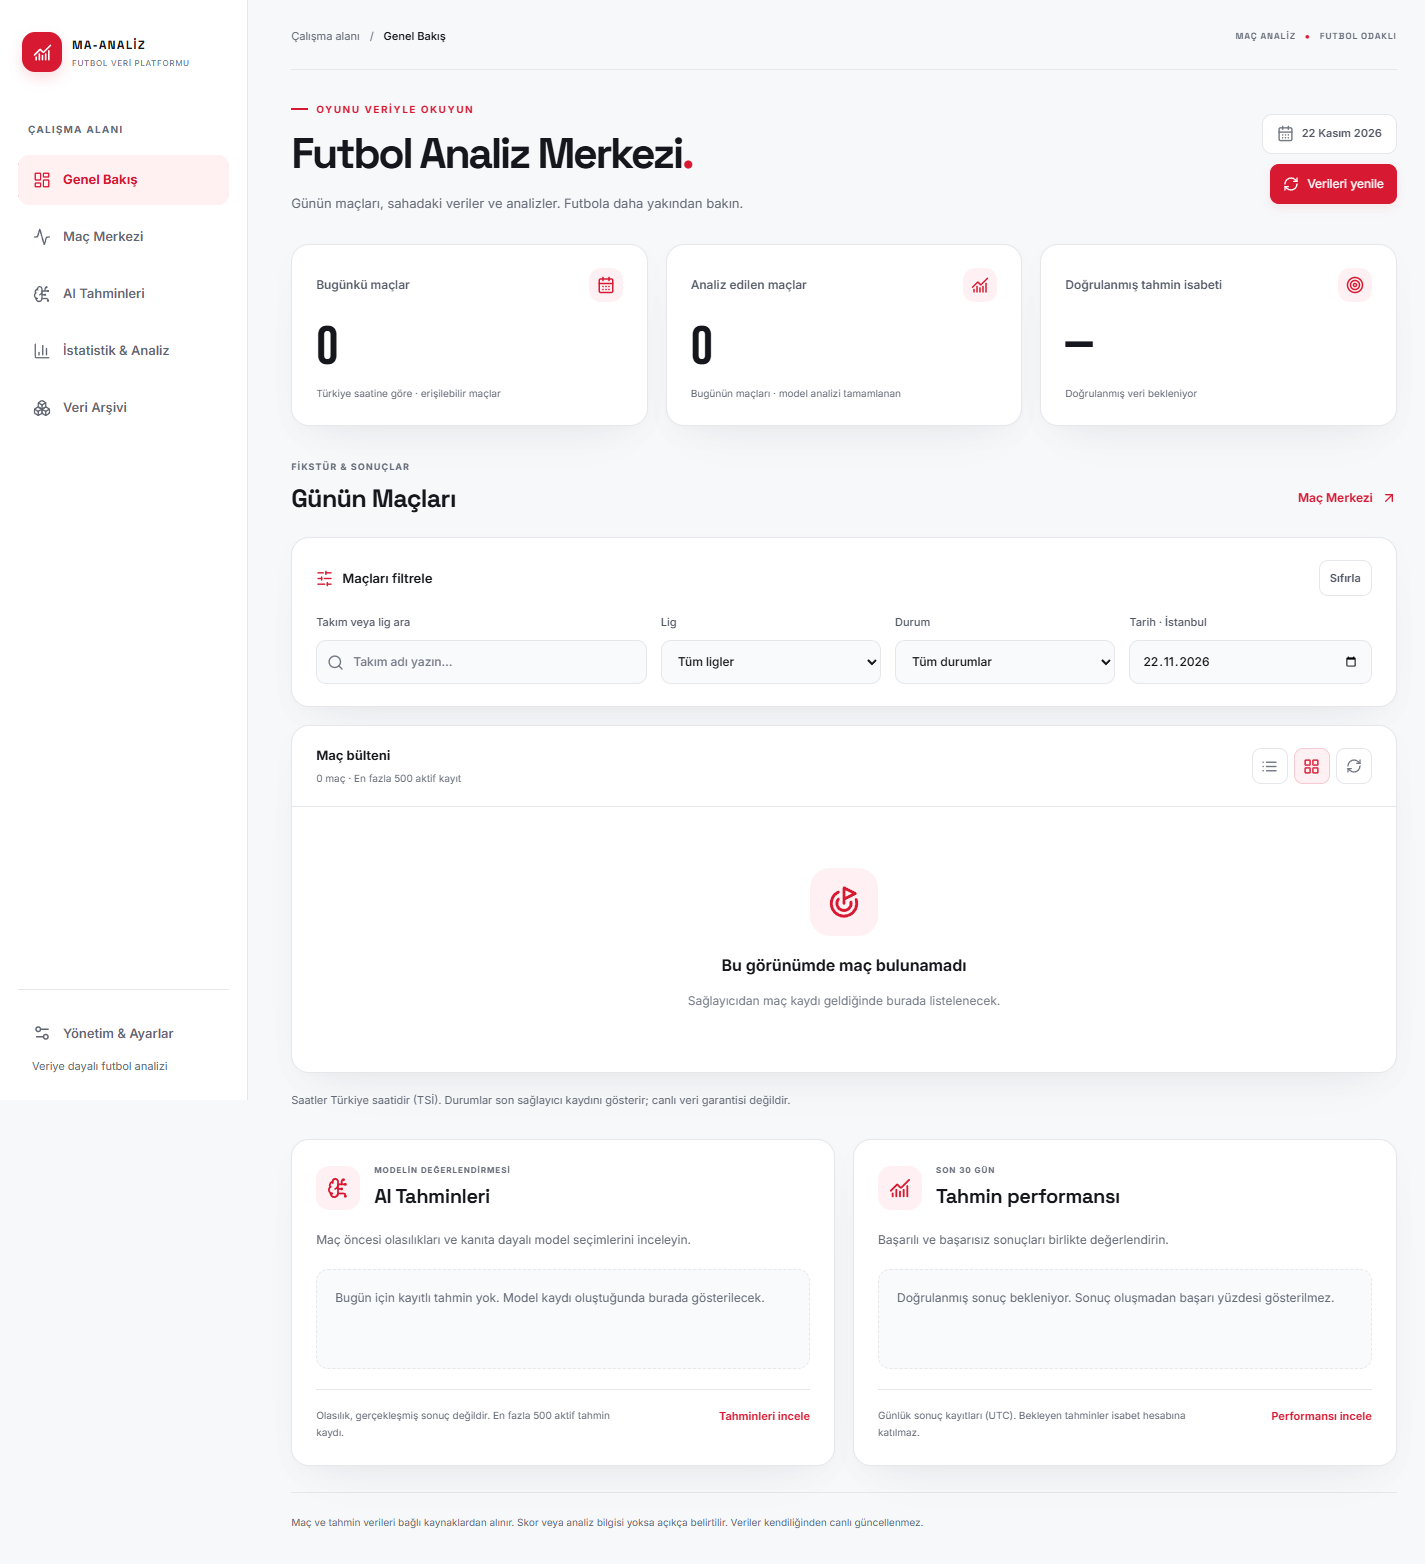 MA-ANALİZ
FUTBOL VERİ PLATFORMU
ÇALIŞMA ALANI
Genel Bakış
Maç Merkezi
AI Tahminleri
İstatistik & Analiz
Veri Arşivi
Yönetim & Ayarlar
Veriye dayalı futbol analizi
Çalışma alanı / Genel Bakış
MAÇ ANALİZ • FUTBOL ODAKLI
OYUNU VERİYLE OKUYUN
Futbol Analiz Merkezi.
Günün maçları, sahadaki veriler ve analizler. Futbola daha yakından bakın.
22 Kasım 2026
Verileri yenile
Bugünkü maçlar
0
Türkiye saatine göre · erişilebilir maçlar
Analiz edilen maçlar
0
Bugünün maçları · model analizi tamamlanan
Doğrulanmış tahmin isabeti
—
Doğrulanmış veri bekleniyor
FİKSTÜR & SONUÇLAR
Günün Maçları
Maç Merkezi
Maçları filtrele
Sıfırla
Takım veya lig ara
Takım adı yazın...
Lig
Tüm ligler
Durum
Tüm durumlar
Tarih · İstanbul
22.11.2026
Maç bülteni
0 maç · En fazla 500 aktif kayıt
Bu görünümde maç bulunamadı
Sağlayıcıdan maç kaydı geldiğinde burada listelenecek.
Saatler Türkiye saatidir (TSİ). Durumlar son sağlayıcı kaydını gösterir; canlı veri garantisi değildir.
MODELİN DEĞERLENDİRMESİ
AI Tahminleri
Maç öncesi olasılıkları ve kanıta dayalı model seçimlerini inceleyin.
Bugün için kayıtlı tahmin yok. Model kaydı oluştuğunda burada gösterilecek.
Olasılık, gerçekleşmiş sonuç değildir. En fazla 500 aktif tahmin
kaydı.
Tahminleri incele
SON 30 GÜN
Tahmin performansı
Başarılı ve başarısız sonuçları birlikte değerlendirin.
Doğrulanmış sonuç bekleniyor. Sonuç oluşmadan başarı yüzdesi gösterilmez.
Günlük sonuç kayıtları (UTC). Bekleyen tahminler isabet hesabına
katılmaz.
Performansı incele
Maç ve tahmin verileri bağlı kaynaklardan alınır. Skor veya analiz bilgisi yoksa açıkça belirtilir. Veriler kendiliğinden canlı güncellenmez.